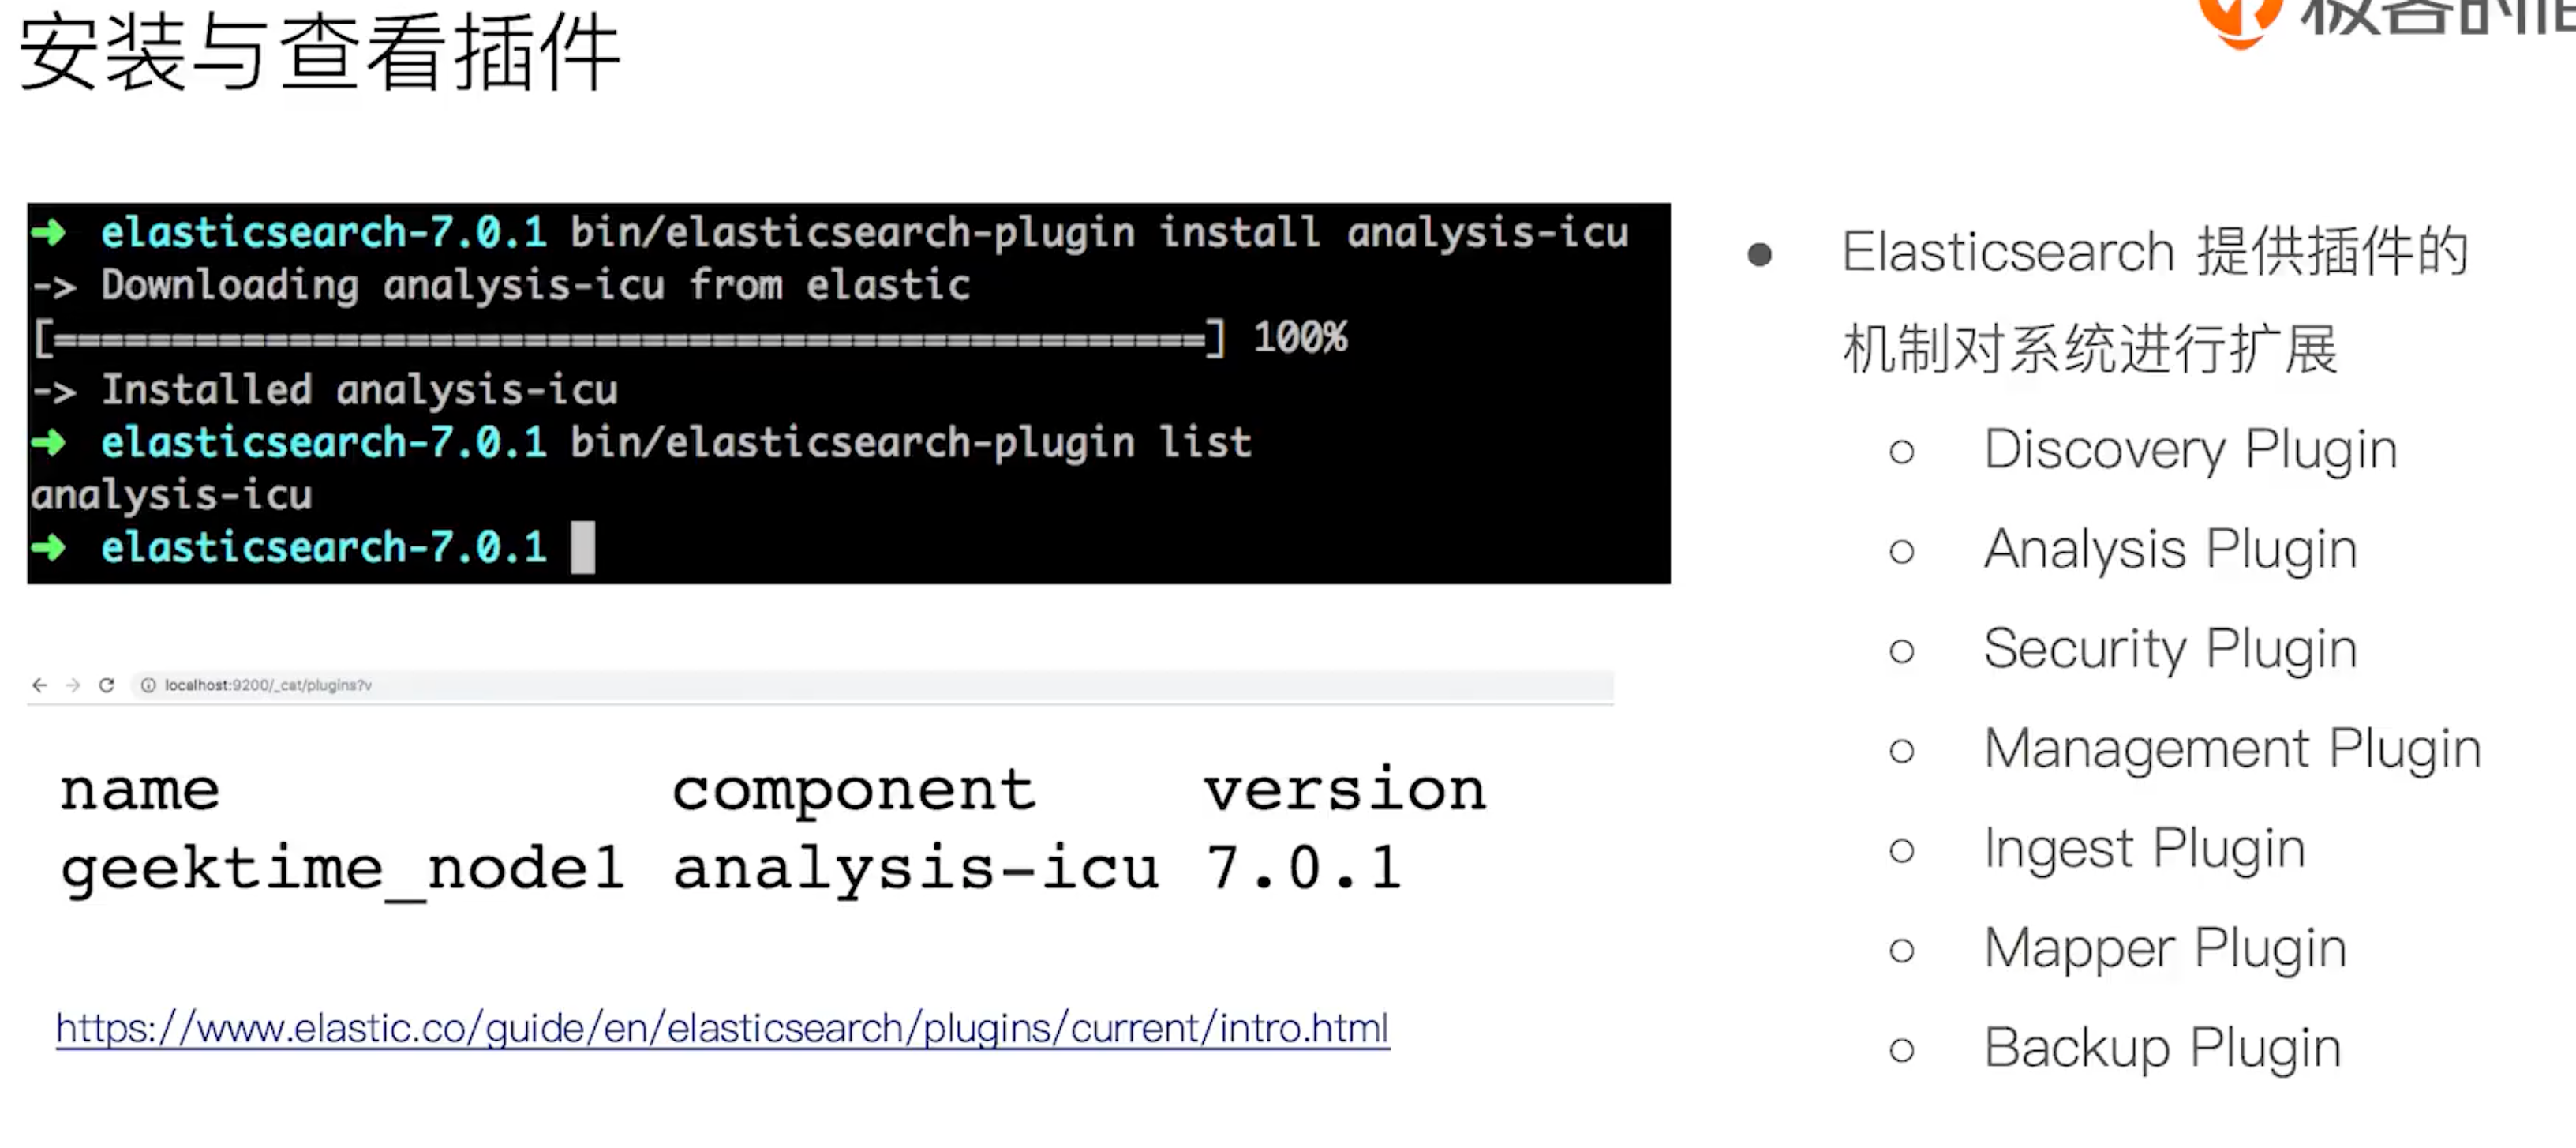 安装与查看插件
➜ elasticsearch-7.0.1 bin/elasticsearch-plugin install analysis-icu
-> Downloading analysis-icu from elastic
[=================================================] 100%
-> Installed analysis-icu
➜ elasticsearch-7.0.1 bin/elasticsearch-plugin list
analysis-icu
➜ elasticsearch-7.0.1
localhost:9200/_cat/plugins?v
name component version
geektime_node1 analysis-icu 7.0.1
https://www.elastic.co/guide/en/elasticsearch/plugins/current/intro.html
● Elasticsearch 提供插件的
机制对系统进行扩展
○ Discovery Plugin
○ Analysis Plugin
○ Security Plugin
○ Management Plugin
○ Ingest Plugin
○ Mapper Plugin
○ Backup Plugin